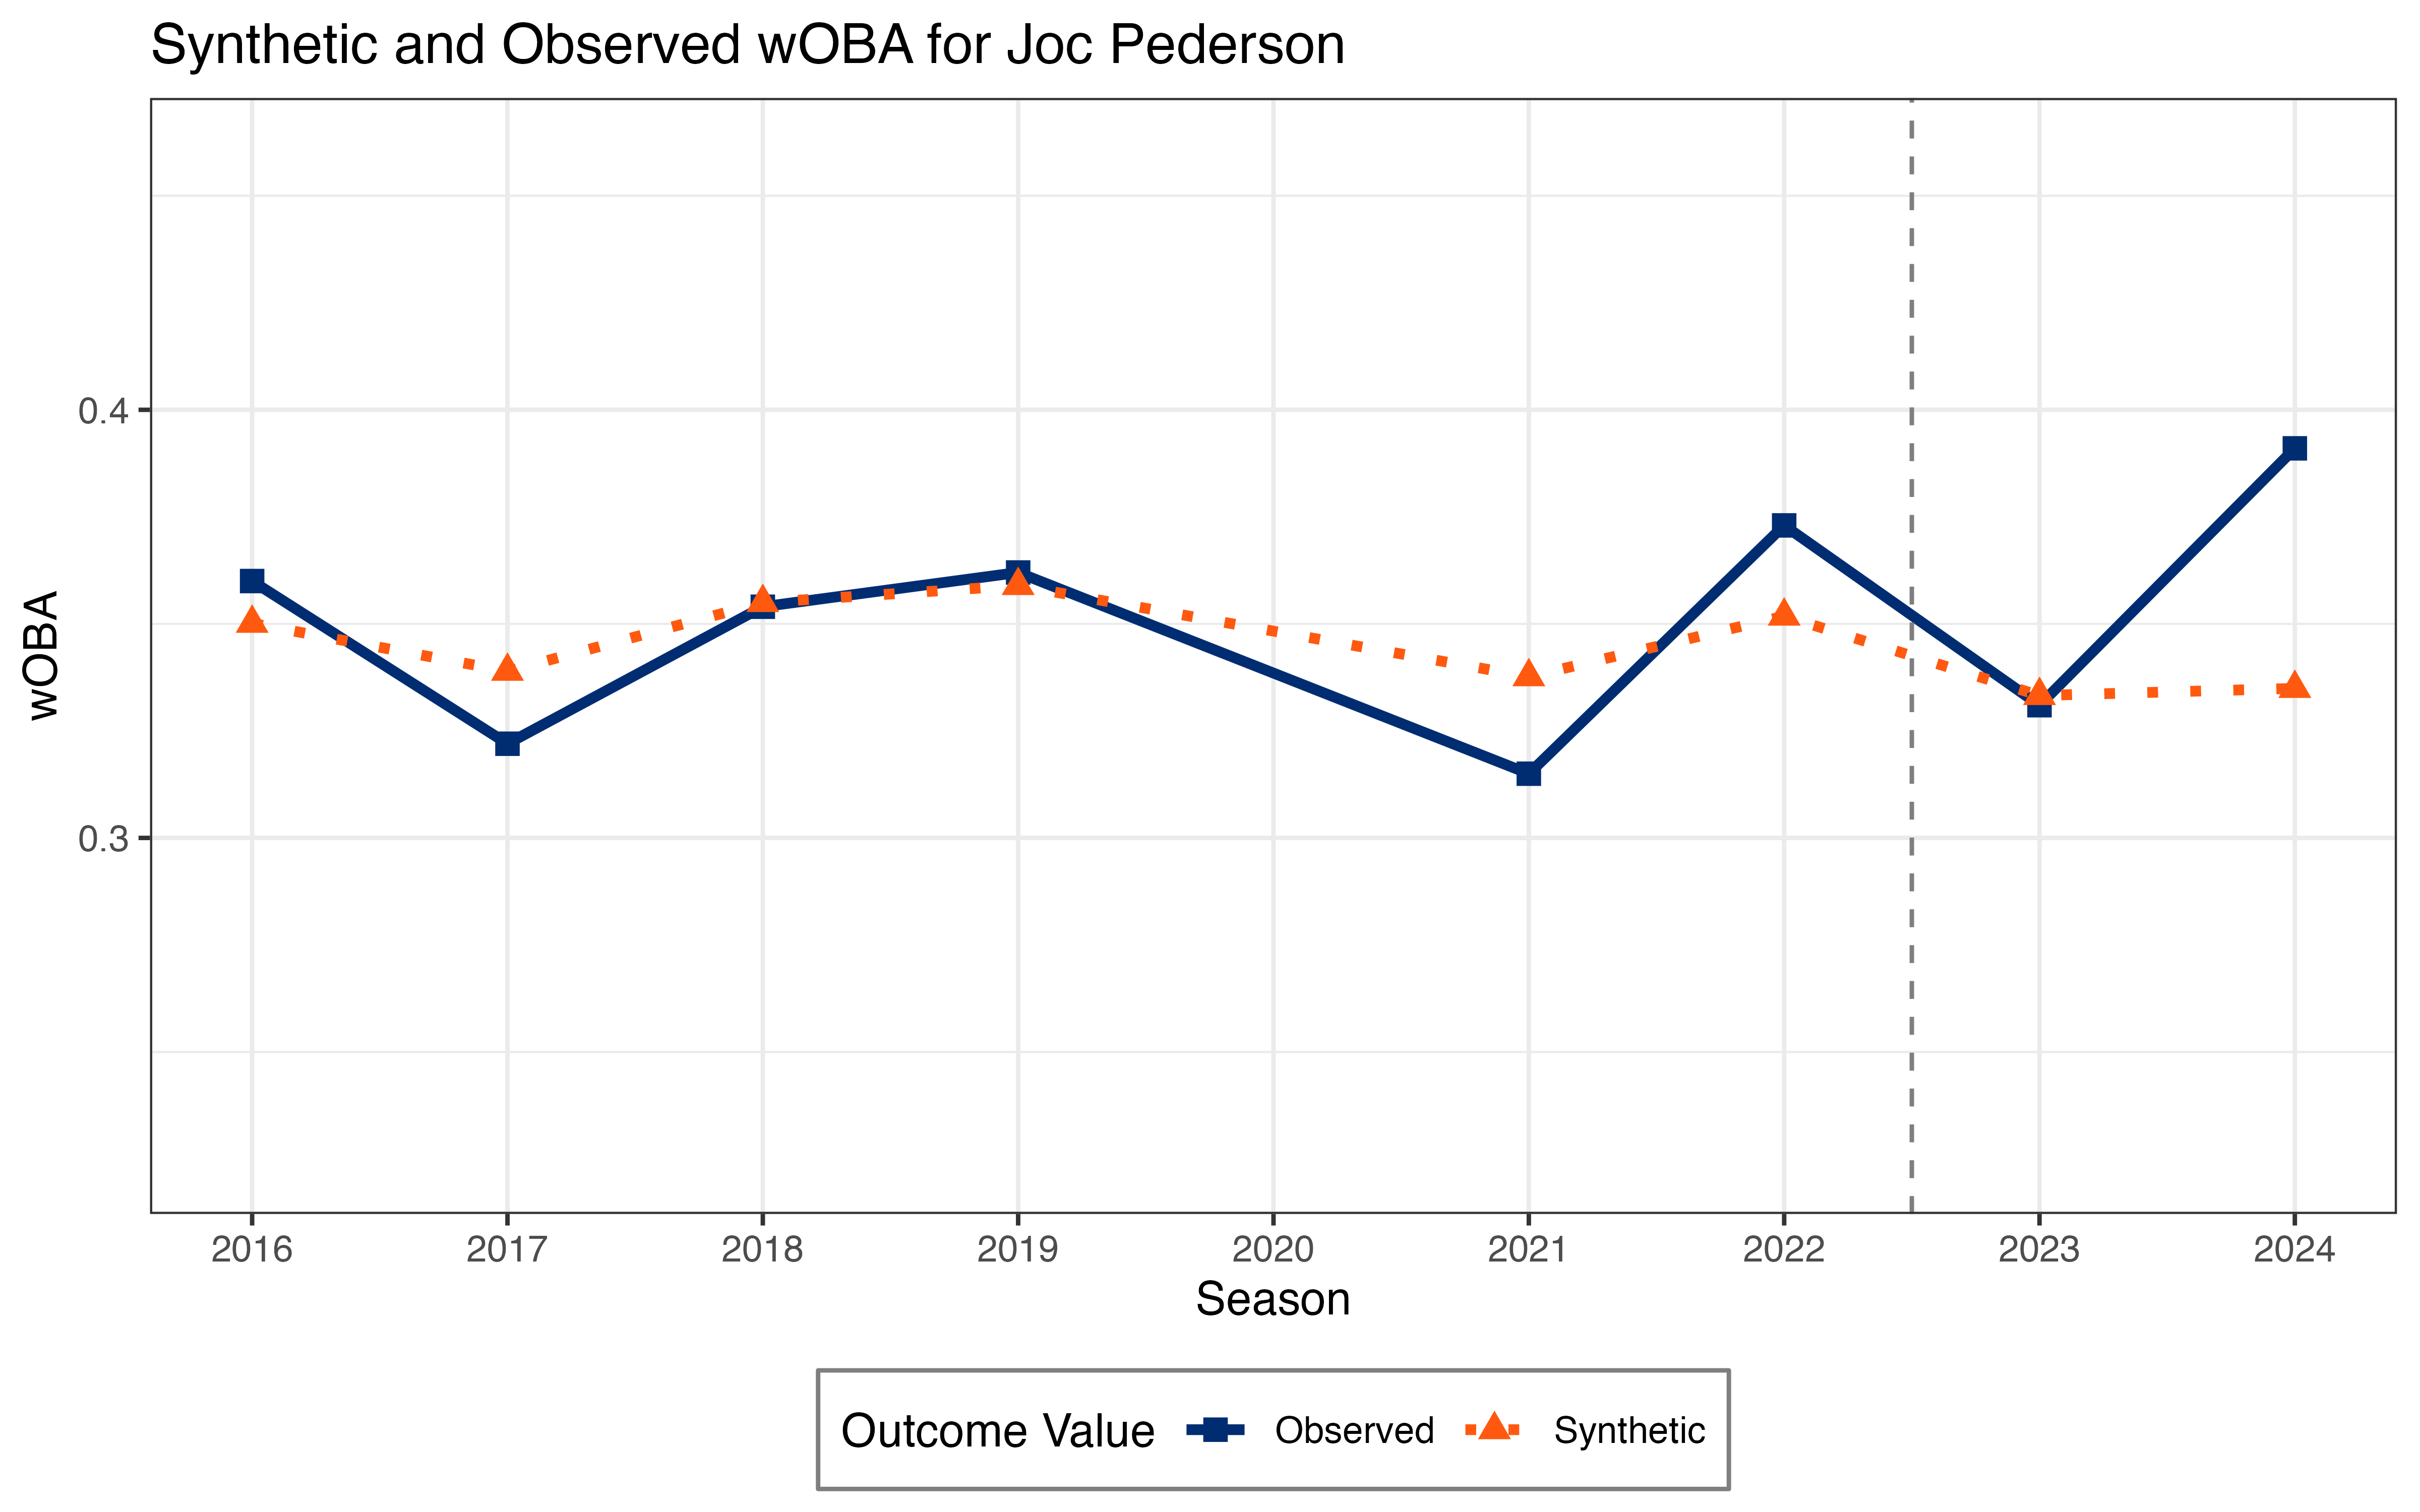 Synthetic and Observed wOBA for Joc Pederson
wOBA
0.4
0.3
2016 2017 2018 2019 2020 2021 2022 2023 2024
Season
Outcome Value Observed Synthetic